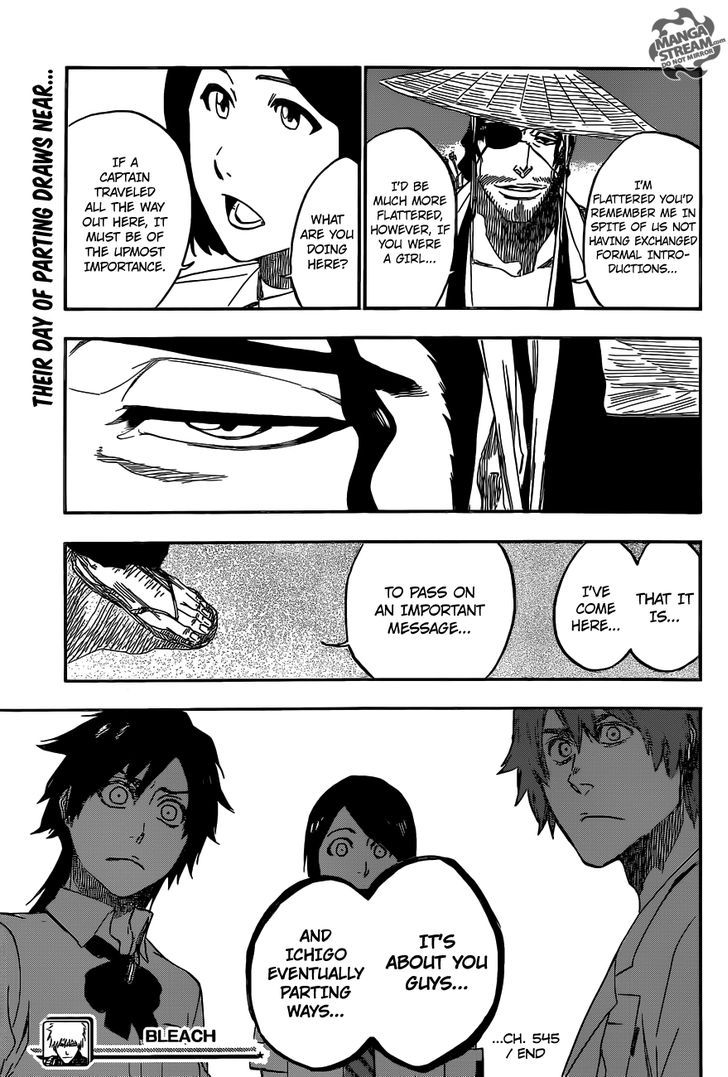 MANGA
STREAM.com
DO NOT MIRROR
THEIR DAY OF PARTING DRAWS NEAR...
I'M
FLATTERED YOU'D
REMEMBER ME IN
SPITE OF US NOT
HAVING EXCHANGED
FORMAL INTRO-
DUCTIONS...
I'D BE
MUCH MORE
FLATTERED,
HOWEVER, IF
YOU WERE
A GIRL...
WHAT
ARE YOU
DOING
HERE?
IF A
CAPTAIN
TRAVELED
ALL THE WAY
OUT HERE, IT
MUST BE OF
THE UPMOST
IMPORTANCE.
THAT IT
IS...
I'VE
COME
HERE...
TO PASS ON
AN IMPORTANT
MESSAGE...
IT'S
ABOUT YOU
GUYS...
AND
ICHIGO
EVENTUALLY
PARTING
WAYS...
BLEACH
...CH. 545
/ END